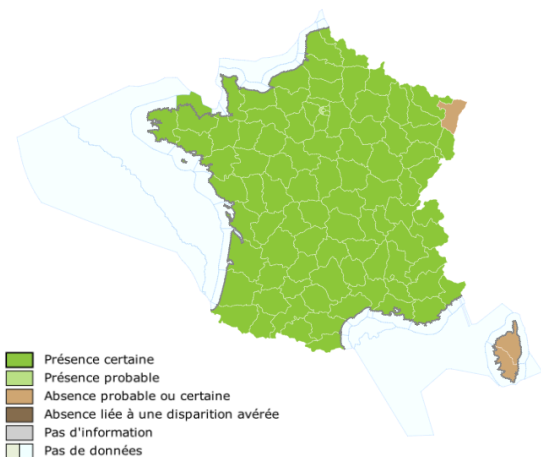 Présence certaine
Présence probable
Absence probable ou certaine
Absence liée à une disparition avérée
Pas d'information
Pas de données